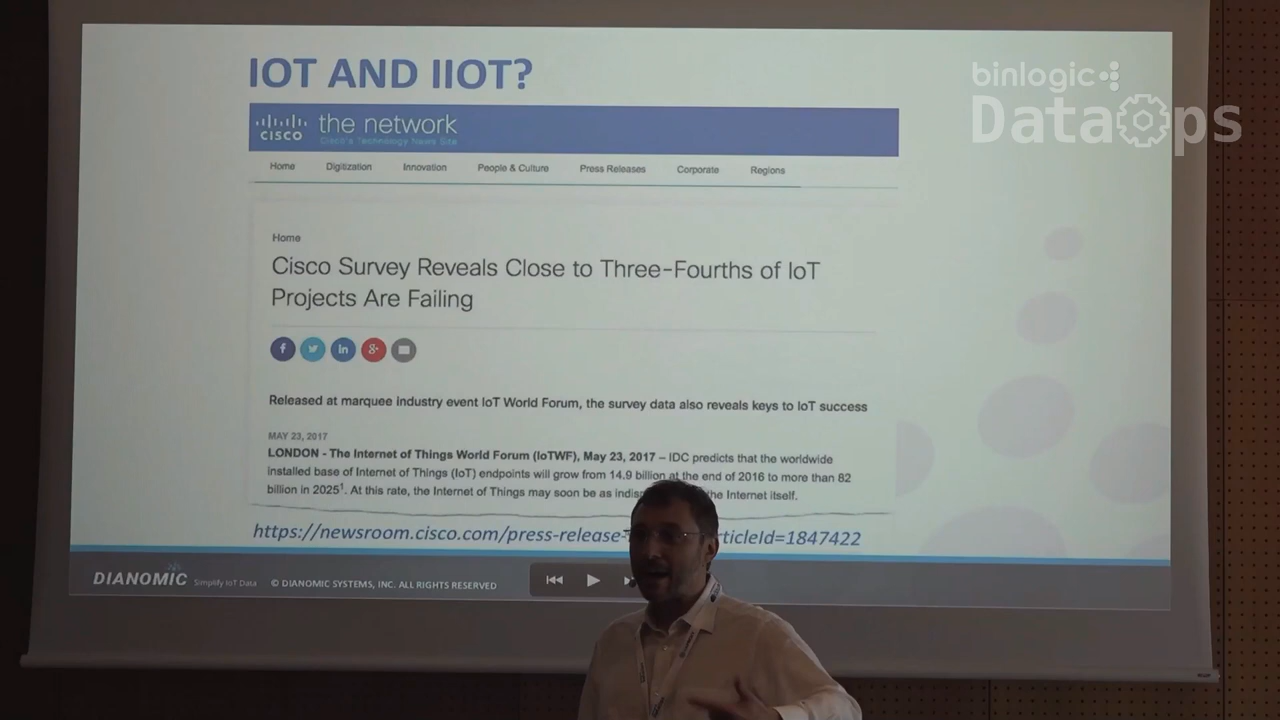 IOT AND IIOT?
binlogic
DataOps
CISCO
the network
Cisco's Technology News Site
Home Digitization Innovation People & Culture Press Releases Corporate Regions
Home
Cisco Survey Reveals Close to Three-Fourths of IoT
Projects Are Failing
f in g+
Released at marquee industry event IoT World Forum, the survey data also reveals keys to IoT success
MAY 23, 2017
LONDON - The Internet of Things World Forum (IoTWF), May 23, 2017 – IDC predicts that the worldwide
installed base of Internet of Things (IoT) endpoints will grow from 14.9 billion at the end of 2016 to more than 82
billion in 2025¹. At this rate, the Internet of Things may soon be as the Internet itself.
https://newsroom.cisco.com/press-release- rticleId=1847422
DIANOMIC Simplify IoT Data © DIANOMIC SYSTEMS, INC. ALL RIGHTS RESERVED